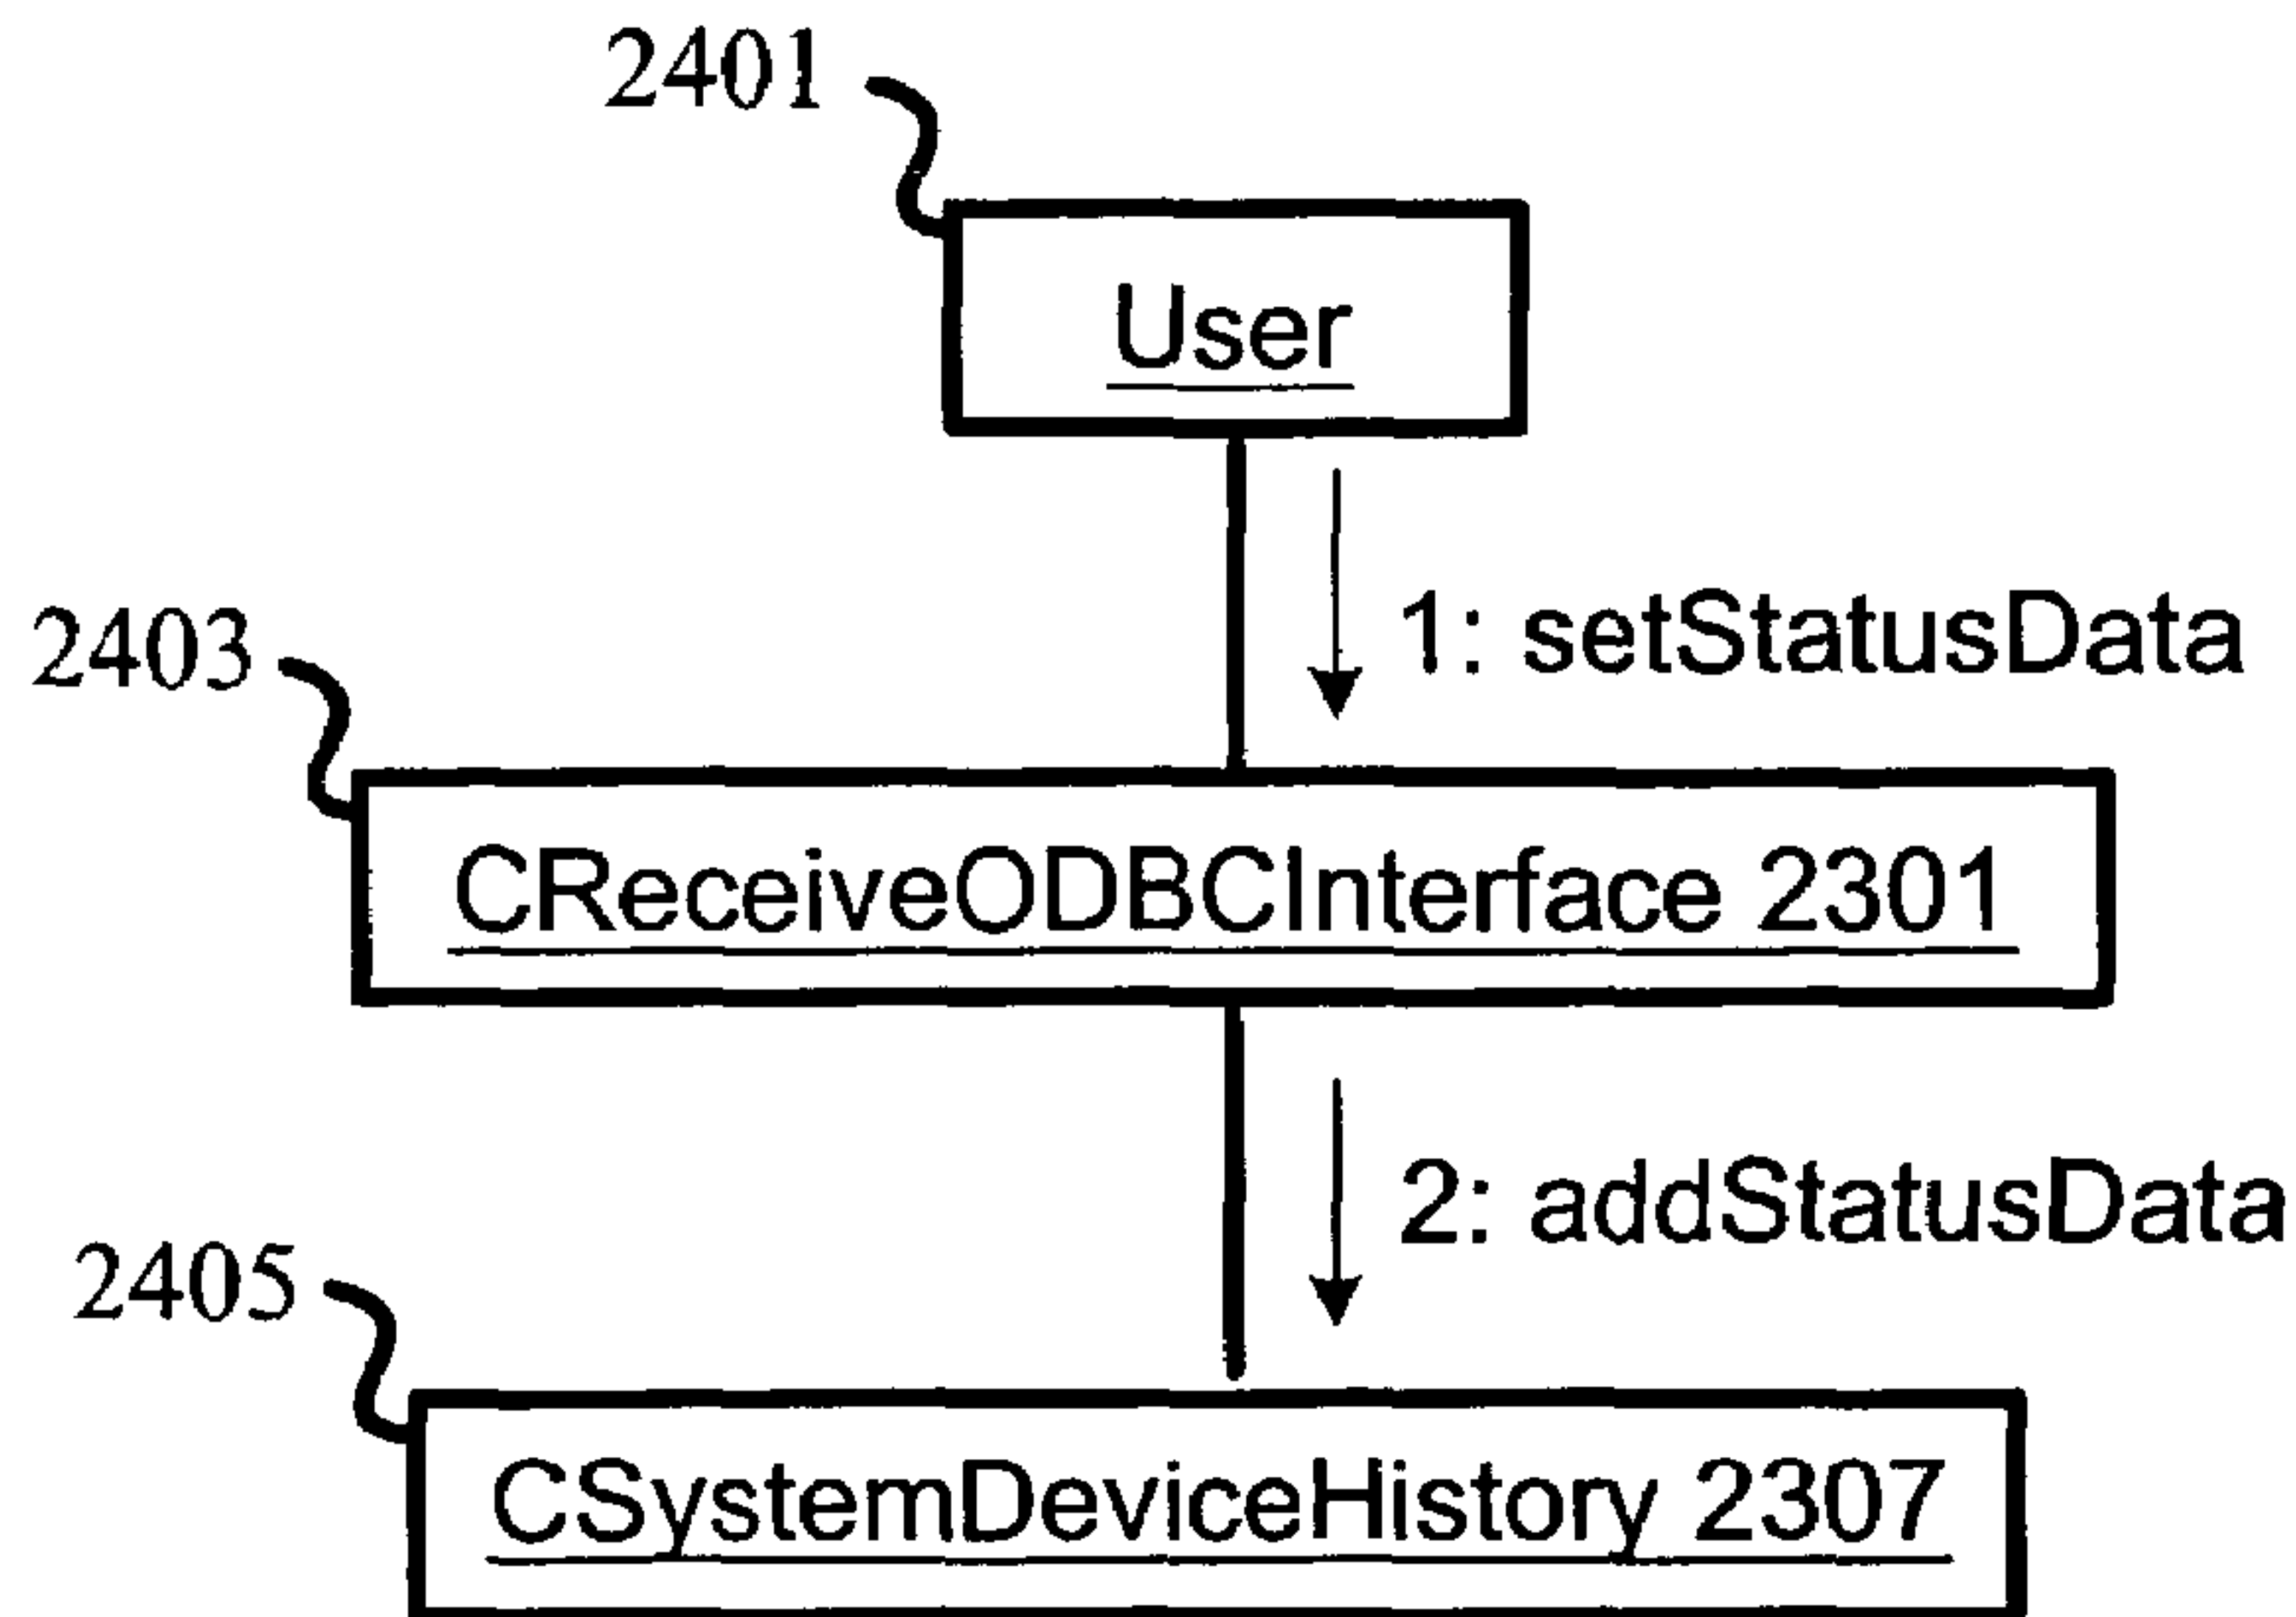 2401
User
1: setStatusData
2403
CReceiveODBCInterface 2301
2: addStatusData
2405
CSystemDeviceHistory 2307